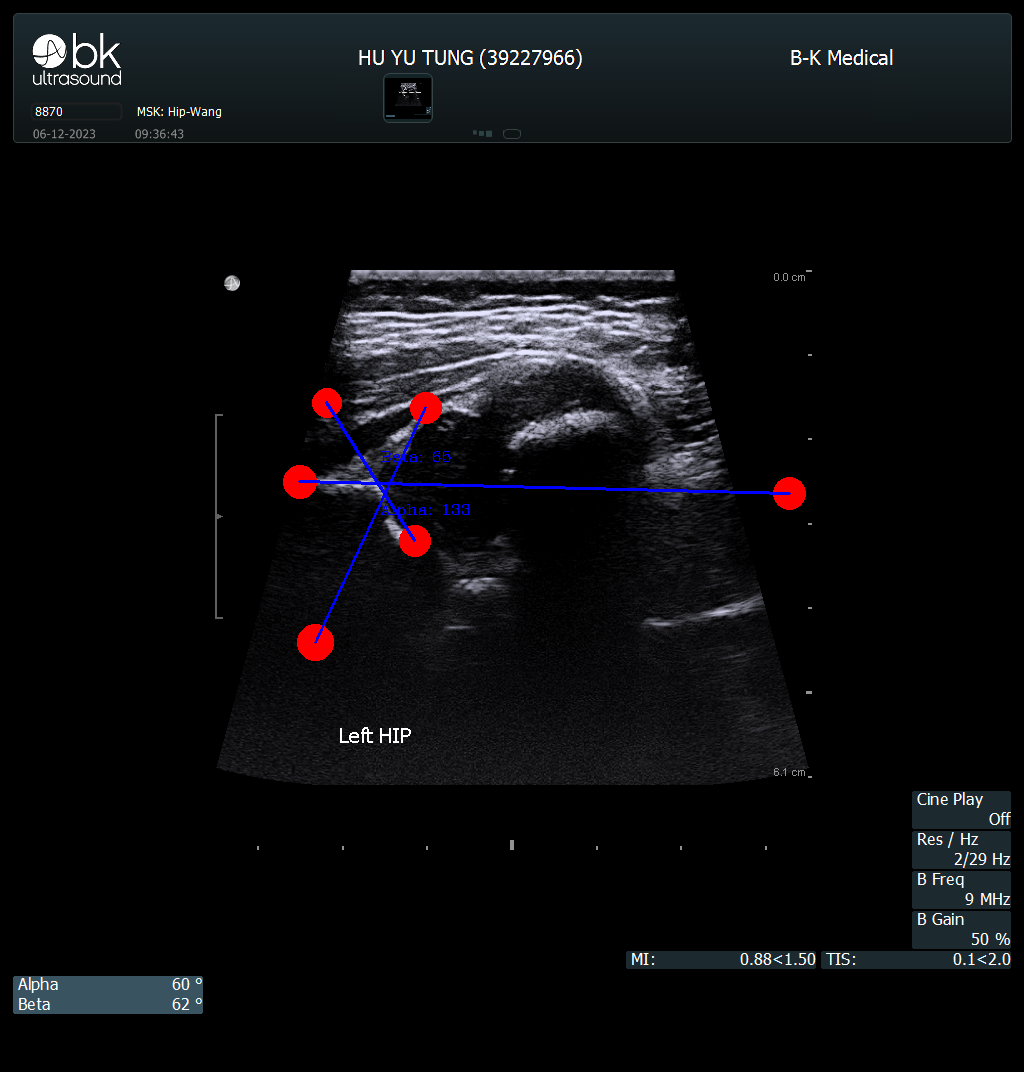 bk
ultrasound
HU YU TUNG (39227966)
B-K Medical
8870
MSK: Hip-Wang
06-12-2023
09:36:43
0.0 cm
Alpha: 133
Left HIP
6.1 cm
Cine Play
Off
Res / Hz
2/29 Hz
B Freq
9 MHz
B Gain
50 %
MI: 0.88<1.50
TIS: 0.1<2.0
Alpha 60 °
Beta 62 °